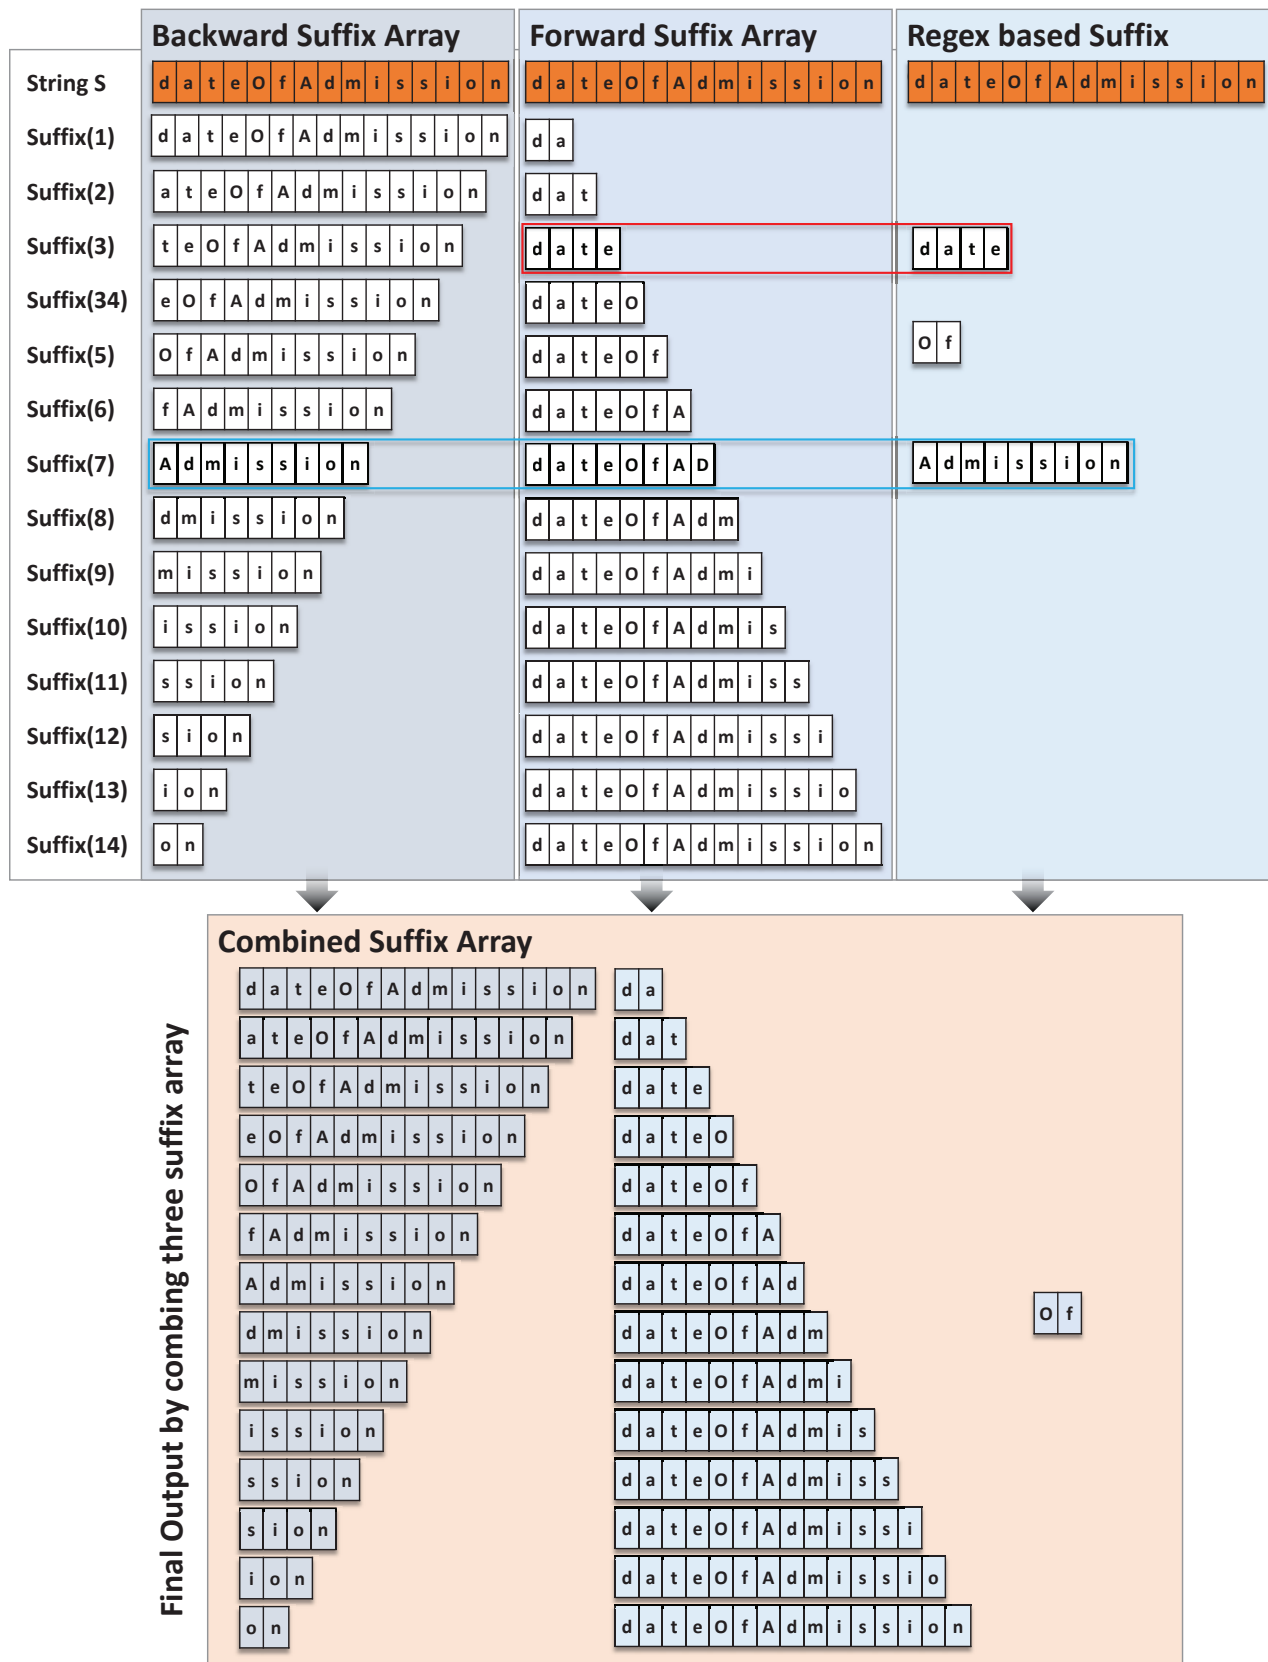 Backward Suffix Array Forward Suffix Array Regex based Suffix
String S d a t e O f A d m i s s i o n d a t e O f A d m i s s i o n d a t e O f A d m i s s i o n
Suffix(1) d a t e O f A d m i s s i o n d a
Suffix(2) a t e O f A d m i s s i o n d a t
Suffix(3) t e O f A d m i s s i o n d a t e d a t e
Suffix(34) e O f A d m i s s i o n d a t e O
O f
Suffix(5) O f A d m i s s i o n d a t e O f
Suffix(6) f A d m i s s i o n d a t e O f A
Suffix(7) A d m i s s i o n d a t e O f A D A d m i s s i o n
Suffix(8) d m i s s i o n d a t e O f A d m
Suffix(9) m i s s i o n d a t e O f A d m i
Suffix(10) i s s i o n d a t e O f A d m i s
Suffix(11) s s i o n d a t e O f A d m i s s
Suffix(12) s i o n d a t e O f A d m i s s i
Suffix(13) i o n d a t e O f A d m i s s i o
Suffix(14) o n d a t e O f A d m i s s i o n
Combined Suffix Array
Final Output by combing three suffix array
d a t e O f A d m i s s i o n d a
a t e O f A d m i s s i o n d a t
t e O f A d m i s s i o n d a t e
e O f A d m i s s i o n d a t e O
O f A d m i s s i o n d a t e O f
f A d m i s s i o n d a t e O f A
A d m i s s i o n d a t e O f A d
O f
d m i s s i o n d a t e O f A d m
m i s s i o n d a t e O f A d m i
i s s i o n d a t e O f A d m i s
s s i o n d a t e O f A d m i s s
s i o n d a t e O f A d m i s s i
i o n d a t e O f A d m i s s i o
o n d a t e O f A d m i s s i o n